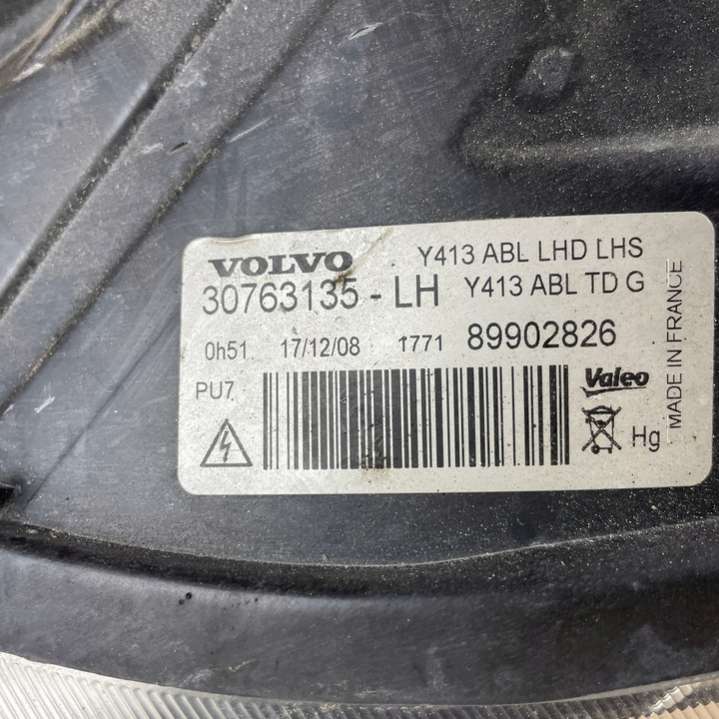 VOLVO Y413 ABL LHD LHS
30763135 - LH Y413 ABL TD G
0h51 17/12/08 1771 89902826
PU7 Valeo
Hg
MADE IN FRANCE